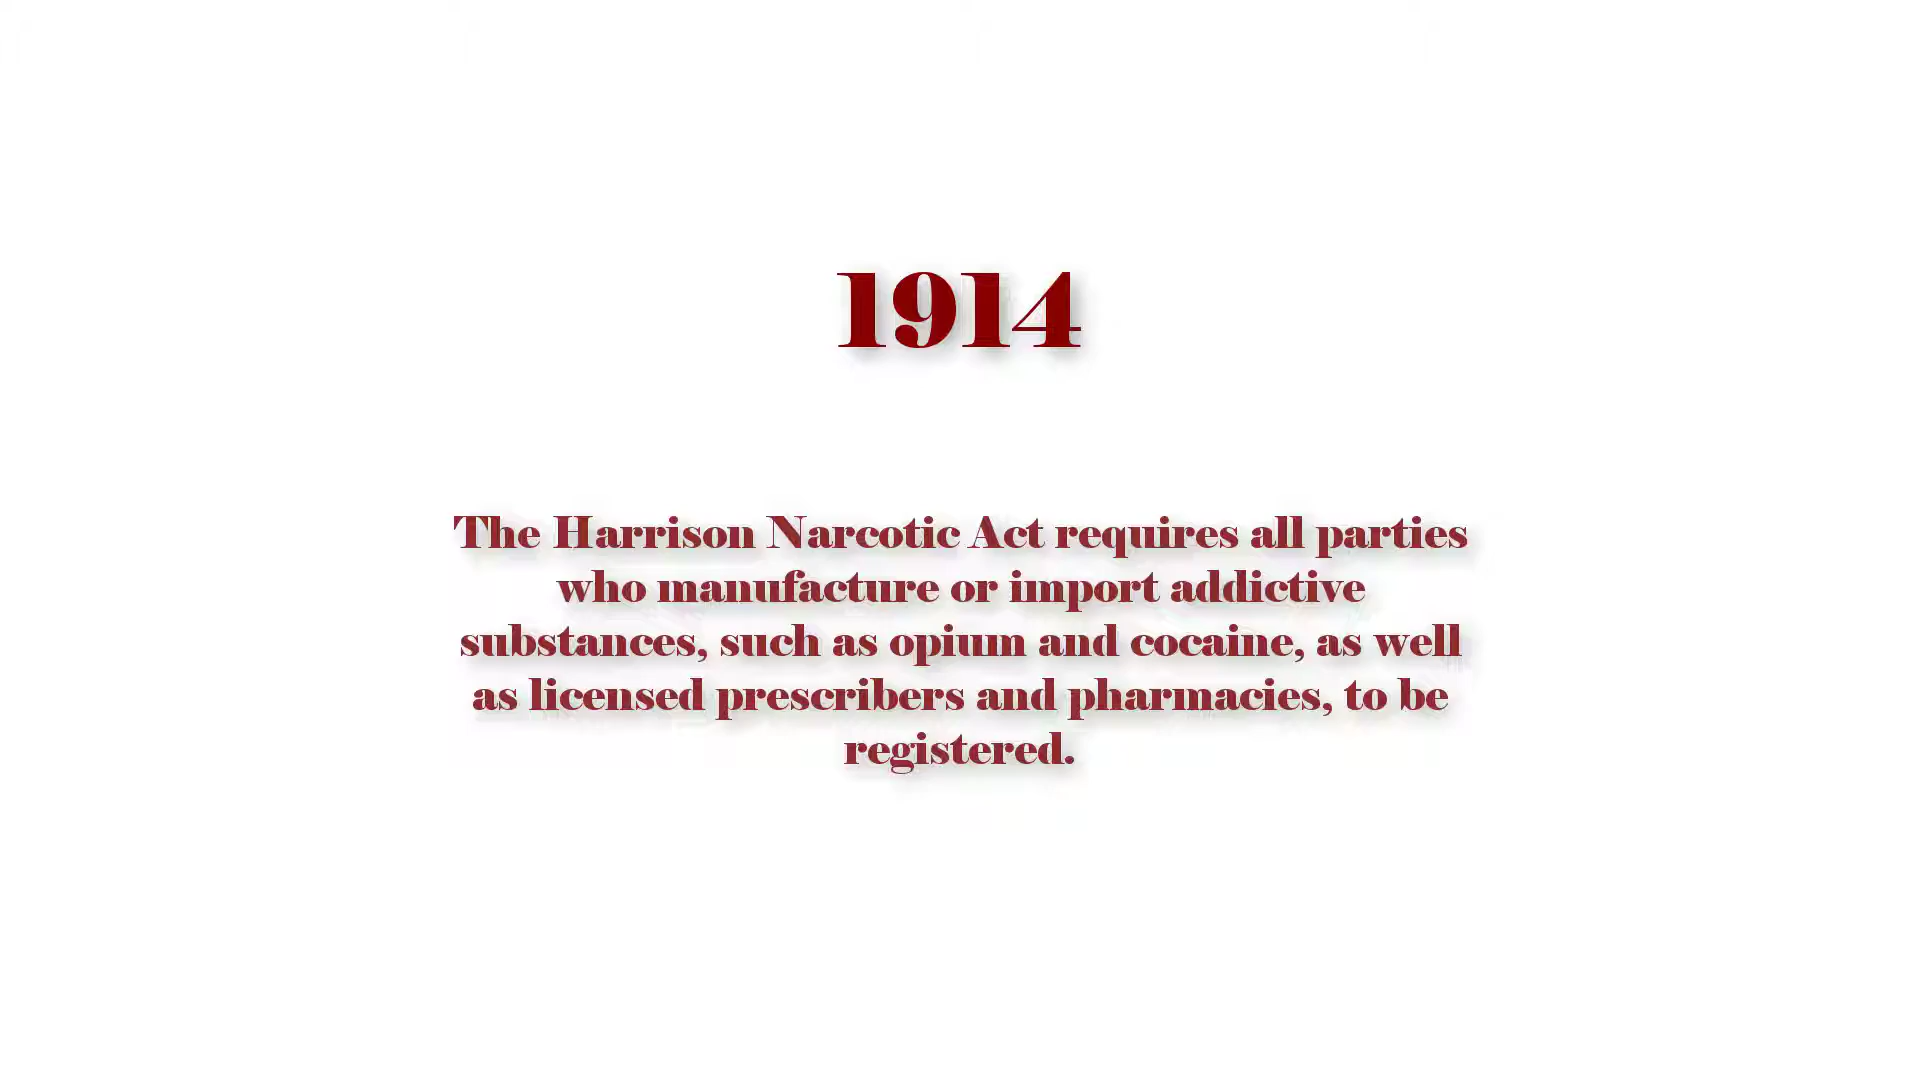 1914
The Harrison Narcotic Act requires all parties
who manufacture or import addictive
substances, such as opium and cocaine, as well
as licensed prescribers and pharmacies, to be
registered.